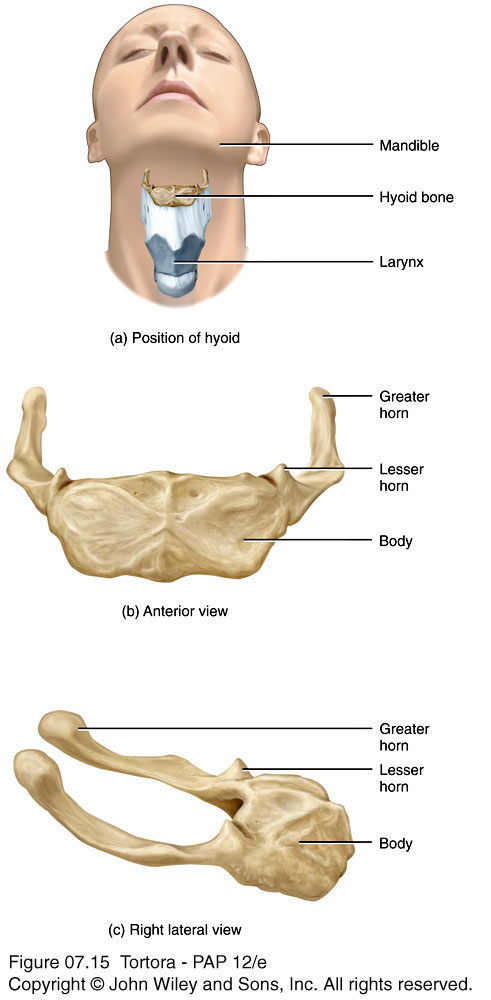 Mandible
Hyoid bone
Larynx
(a) Position of hyoid
Greater
horn
Lesser
horn
Body
(b) Anterior view
Greater
horn
Lesser
horn
Body
(c) Right lateral view
Figure 07.15 Tortora - PAP 12/e
Copyright © John Wiley and Sons, Inc. All rights reserved.